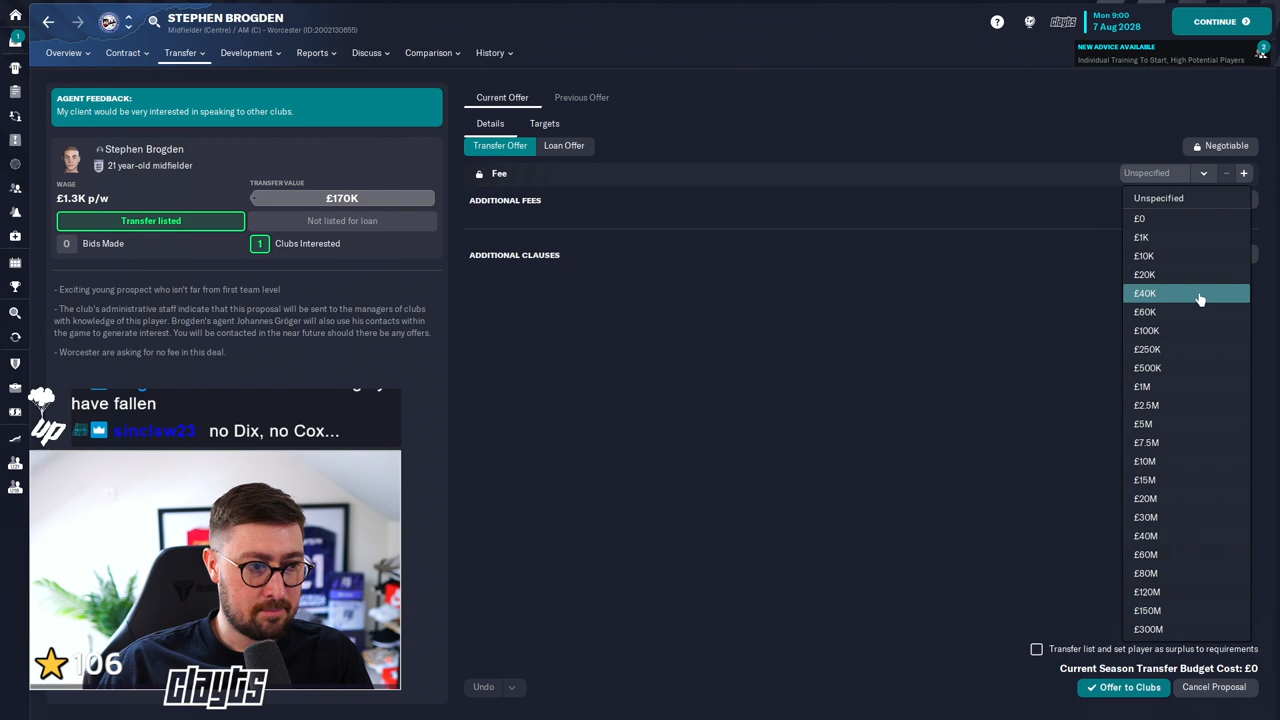 STEPHEN BROGDEN
Midfielder (Centre) / AM (C) - Worcester (ID:2002130655)
clayts
Mon 9:00
7 Aug 2028
CONTINUE
Overview
Contract
Transfer
Development
Reports
Discuss
Comparison
History
NEW ADVICE AVAILABLE
Individual Training To Start, High Potential Players
2
1
AGENT FEEDBACK:
My client would be very interested in speaking to other clubs.
Stephen Brogden
21 year-old midfielder
WAGE
£1.3K p/w
TRANSFER VALUE
£170K
Transfer listed
Not listed for loan
0 Bids Made
1 Clubs Interested
- Exciting young prospect who isn't far from first team level
- The club's administrative staff indicate that this proposal will be sent to the managers of clubs
with knowledge of this player. Brogden's agent Johannes Gröger will also use his contacts within
the game to generate interest. You will be contacted in the near future should there be any offers.
- Worcester are asking for no fee in this deal.
Current Offer
Previous Offer
Details
Targets
Transfer Offer
Loan Offer
Negotiable
Fee
Unspecified
ADDITIONAL FEES
ADDITIONAL CLAUSES
Unspecified
£0
£1K
£10K
£20K
£40K
£60K
£100K
£250K
£500K
£1M
£2.5M
£5M
£7.5M
£10M
£15M
£20M
£30M
£40M
£60M
£80M
£120M
£150M
£300M
have fallen
sinclsw23 no Dix, no Cox...
up
106
clayts
Transfer list and set player as surplus to requirements
Current Season Transfer Budget Cost: £0
Undo
Offer to Clubs
Cancel Proposal